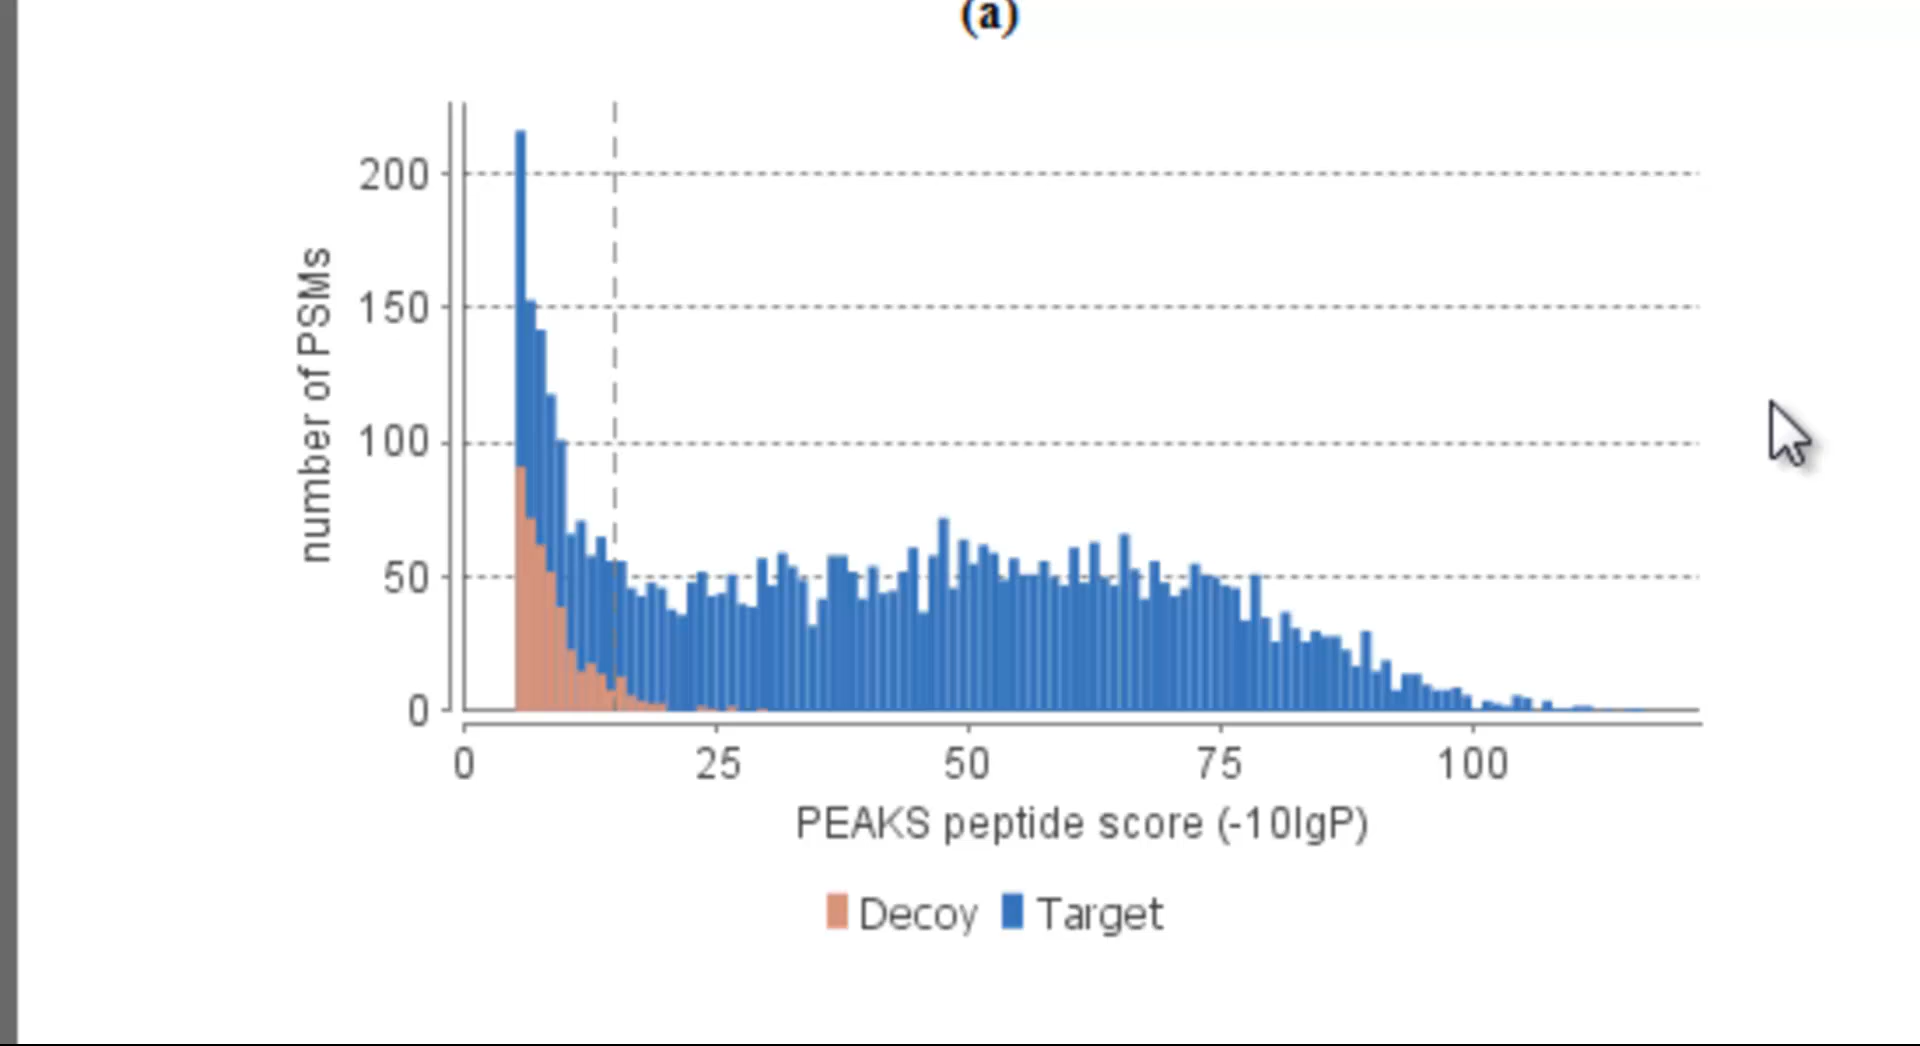 (a)
200
150
100
50
0
number of PSMs
0 25 50 75 100
PEAKS peptide score (-10lgP)
Decoy Target